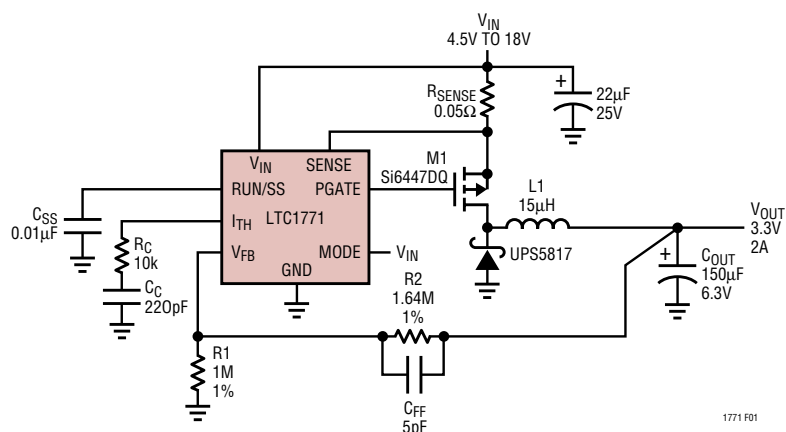 VIN
4.5V TO 18V
RSENSE
0.05Ω
+
22µF
25V
VIN
SENSE
RUN/SS
PGATE
M1
Si6447DQ
L1
15µH
VOUT
3.3V
2A
CSS
0.01µF
ITH
LTC1771
RC
10k
VFB
MODE
VIN
UPS5817
+
COUT
150µF
6.3V
GND
CC
220pF
R2
1.64M
1%
R1
1M
1%
CFF
5pF
1771 F01